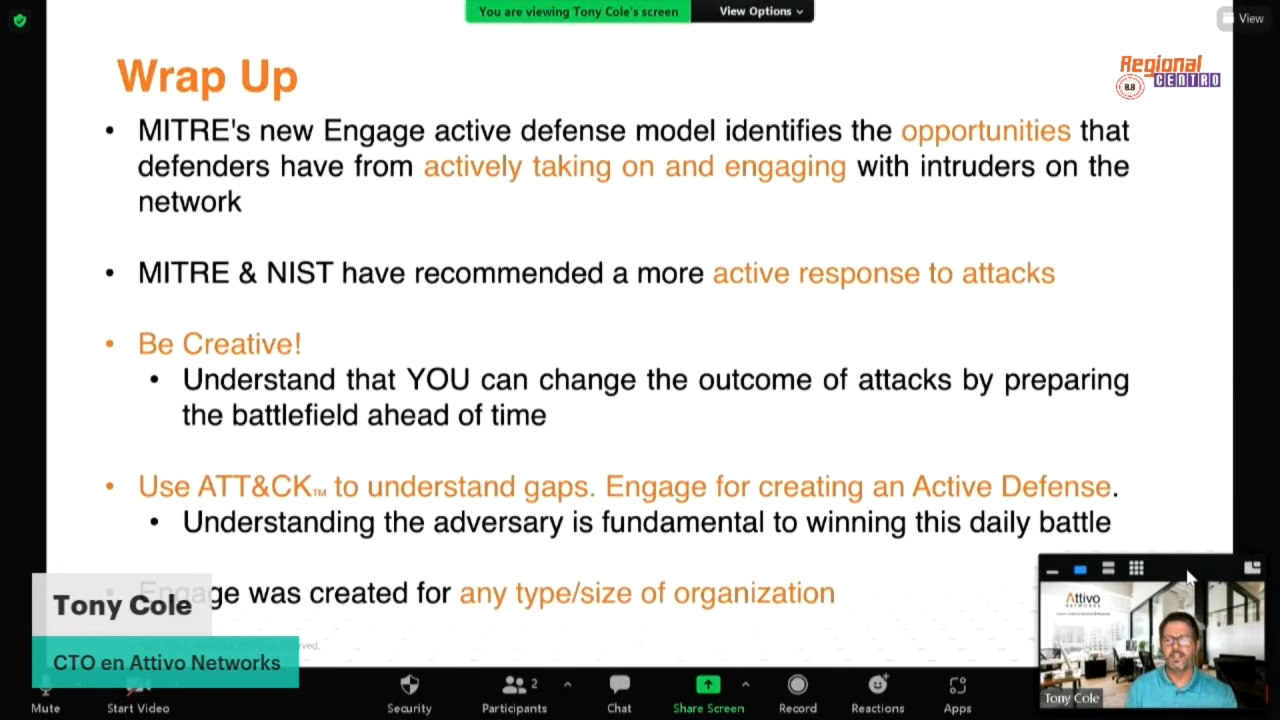 You are viewing Tony Cole's screen
View Options
View
Wrap Up
Regional
8.8
CENTRO
• MITRE's new Engage active defense model identifies the opportunities that
defenders have from actively taking on and engaging with intruders on the
network
• MITRE & NIST have recommended a more active response to attacks
• Be Creative!
• Understand that YOU can change the outcome of attacks by preparing
the battlefield ahead of time
• Use ATT&CK™ to understand gaps. Engage for creating an Active Defense.
• Understanding the adversary is fundamental to winning this daily battle
• Engage was created for any type/size of organization
Tony Cole
CTO en Attivo Networks
Attivo
NETWORKS
Tony Cole
Mute
Start Video
Security
Participants
2
Chat
Share Screen
Record
Reactions
Apps